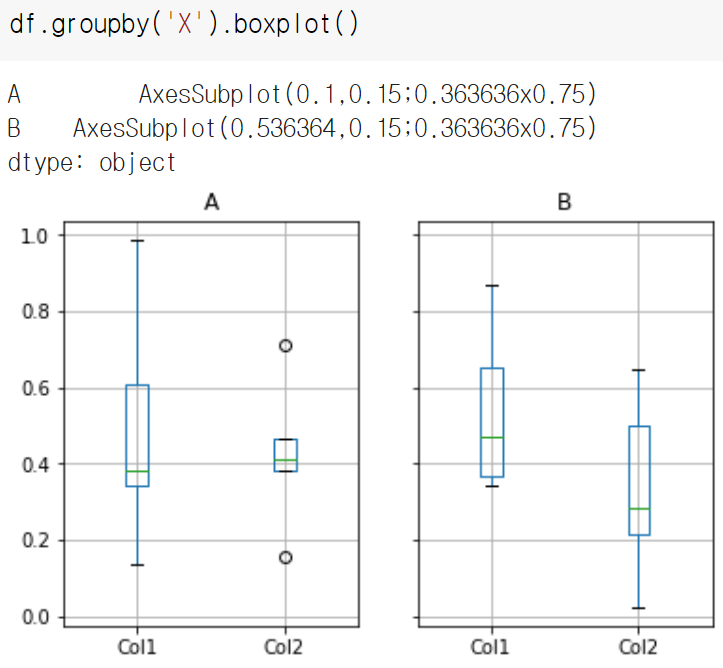 df.groupby('X').boxplot()
A AxesSubplot(0.1,0.15;0.363636x0.75)
B AxesSubplot(0.536364,0.15;0.363636x0.75)
dtype: object
A
B
1.0
0.8
0.6
0.4
0.2
0.0
Col1 Col2
Col1 Col2